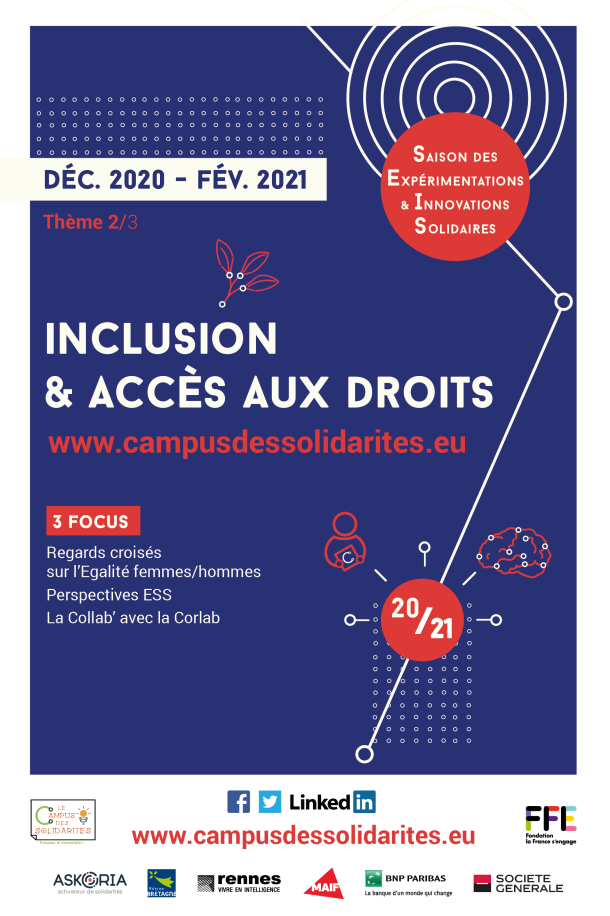 DÉC. 2020 - FÉV. 2021
SAISON DES
EXPÉRIMENTATIONS
& INNOVATIONS
SOLIDAIRES
Thème 2/3
INCLUSION
& ACCÈS AUX DROITS
www.campusdessolidarites.eu
3 FOCUS
Regards croisés
sur l'Egalité femmes/hommes
Perspectives ESS
La Collab' avec la Corlab
20/21
LE
CAMPUS
DES
SOLIDARITES
Linked in
www.campusdessolidarites.eu
FFE
Fondation
la France s'engage
ASKORIA
activateur de solidarités
Région
BRETAGNE
rennes
VIVRE EN INTELLIGENCE
MAIF
BNP PARIBAS
La banque d'un monde qui change
SOCIETE
GENERALE